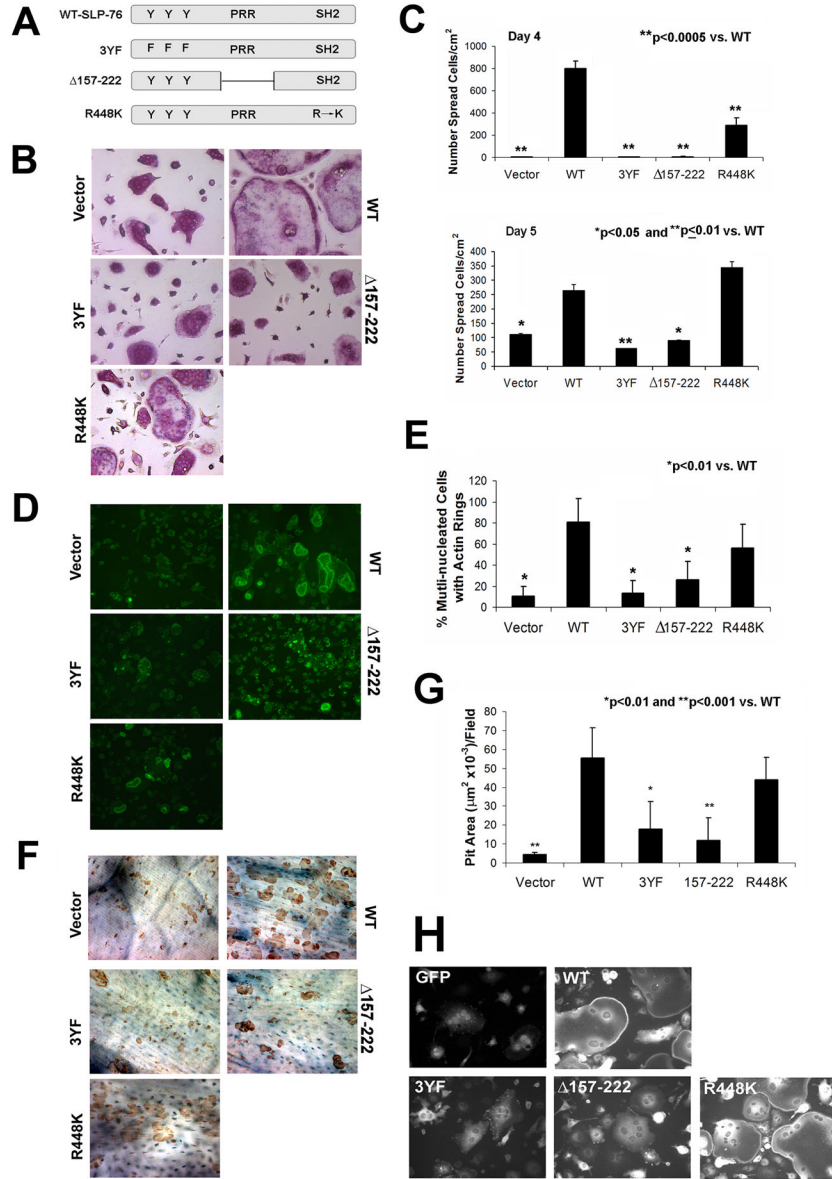 A
WT-SLP-76 Y Y Y PRR SH2
3YF F F F PRR SH2
Δ157-222 Y Y Y SH2
R448K Y Y Y PRR R→K
B
Vector
WT
3YF
Δ157-222
R448K
C
Day 4
**p<0.0005 vs. WT
Number Spread Cells/cm²
1000
800
600
400
200
0
** ** ** **
Vector WT 3YF Δ157-222 R448K
Day 5
*p<0.05 and **p≤0.01 vs. WT
Number Spread Cells/cm²
400
350
300
250
200
150
100
50
0
* ** *
Vector WT 3YF Δ157-222 R448K
D
Vector
WT
3YF
Δ157-222
R448K
E
*p<0.01 vs. WT
% Mutli-nucleated Cells
with Actin Rings
120
100
80
60
40
20
0
* * *
Vector WT 3YF Δ157-222 R448K
F
Vector
WT
3YF
Δ157-222
R448K
G
*p<0.01 and **p<0.001 vs. WT
Pit Area (µm² x10⁻³)/Field
80
70
60
50
40
30
20
10
0
** * **
Vector WT 3YF 157-222 R448K
H
GFP WT
3YF Δ157-222 R448K